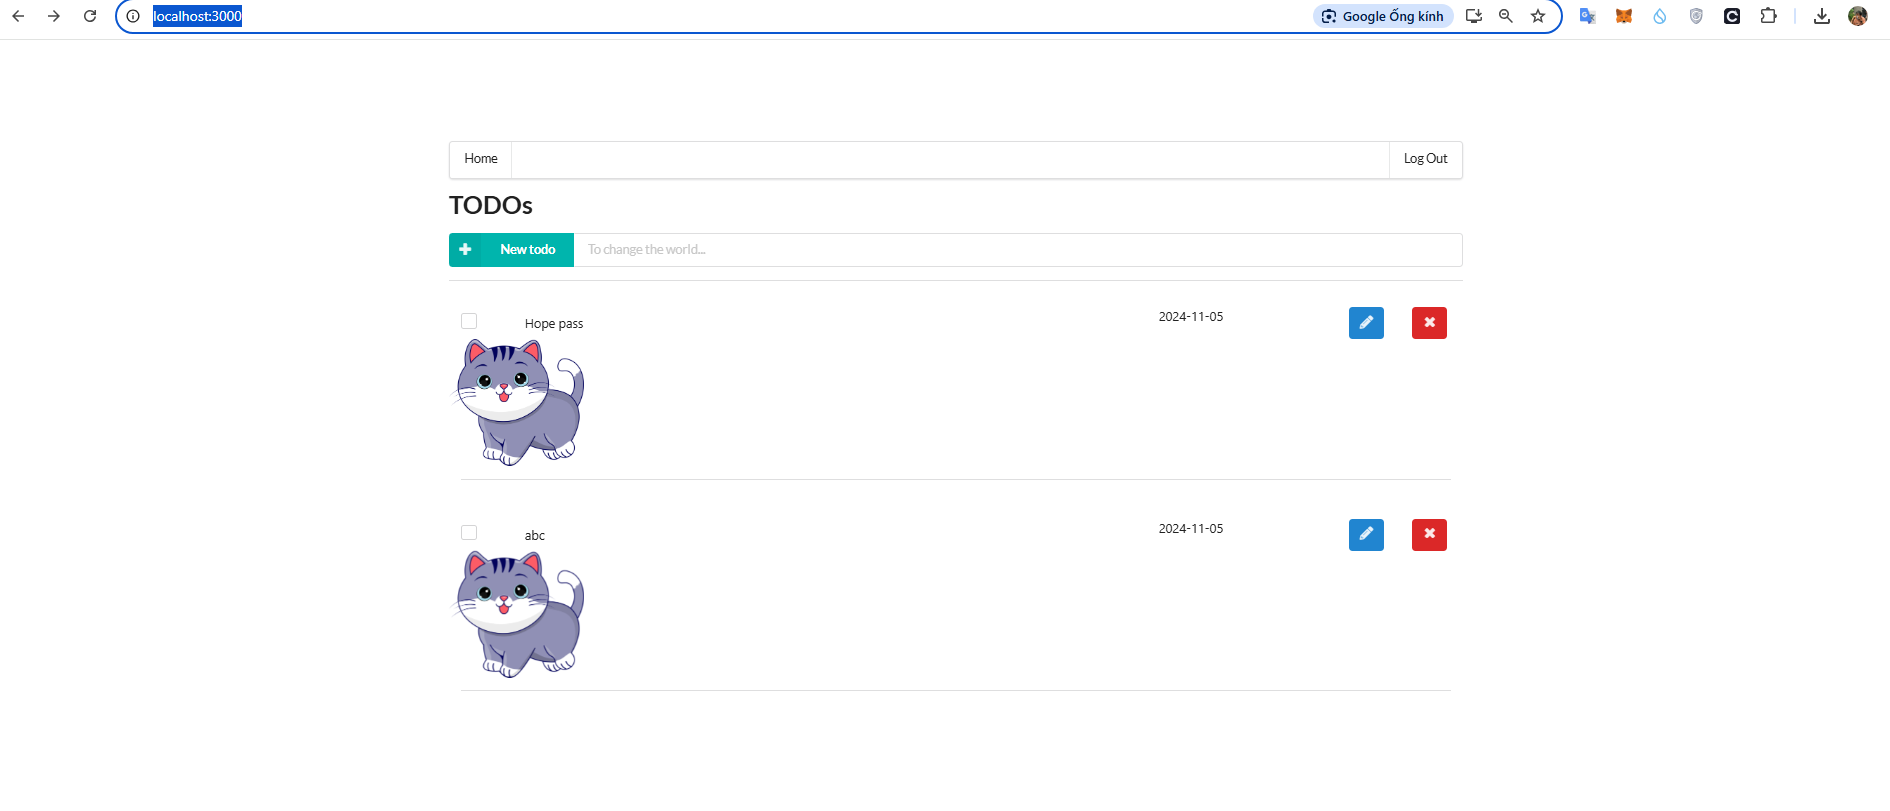 localhost:3000
Google Ống kính
Home
Log Out
TODOs
New todo
To change the world...
Hope pass
2024-11-05
abc
2024-11-05